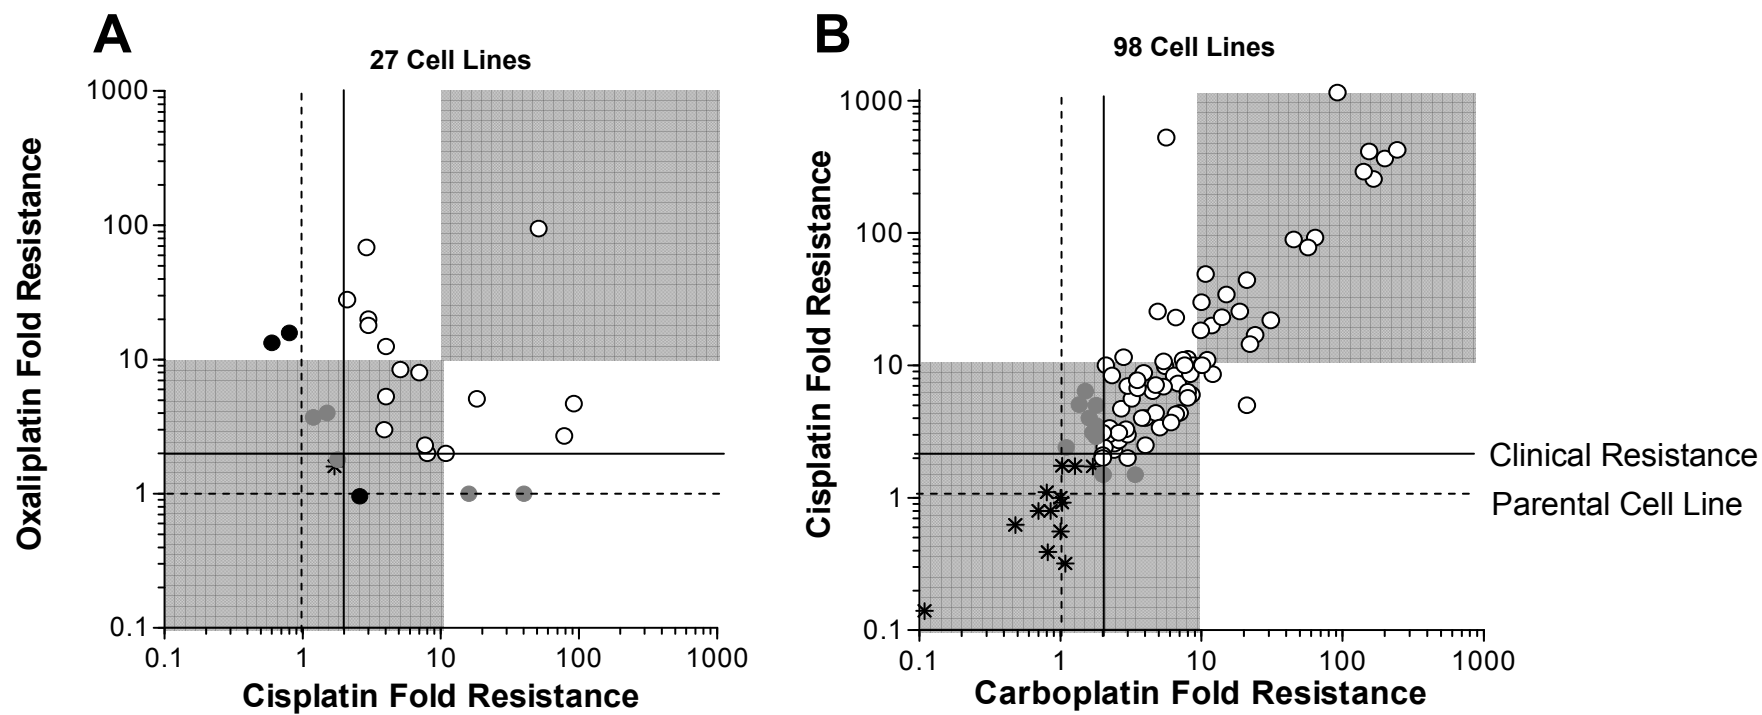 A
27 Cell Lines
Oxaliplatin Fold Resistance
1000
100
10
1
0.1
0.1 1 10 100 1000
Cisplatin Fold Resistance
B
98 Cell Lines
Cisplatin Fold Resistance
1000
100
10
1
0.1
0.1 1 10 100 1000
Carboplatin Fold Resistance
Clinical Resistance
Parental Cell Line